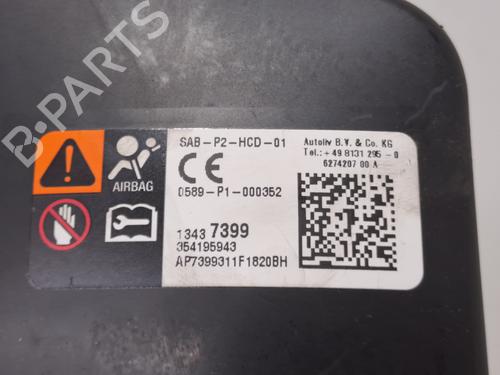 SAB-P2-HCD-01
Autoliv B.V. & Co. KG
Tel.: +49 8131 295 - 0
6274207 00 A
CE
AIRBAG
0589-P1-000352
1343 7399
354195943
AP7399311F1820BH
B-PARTS